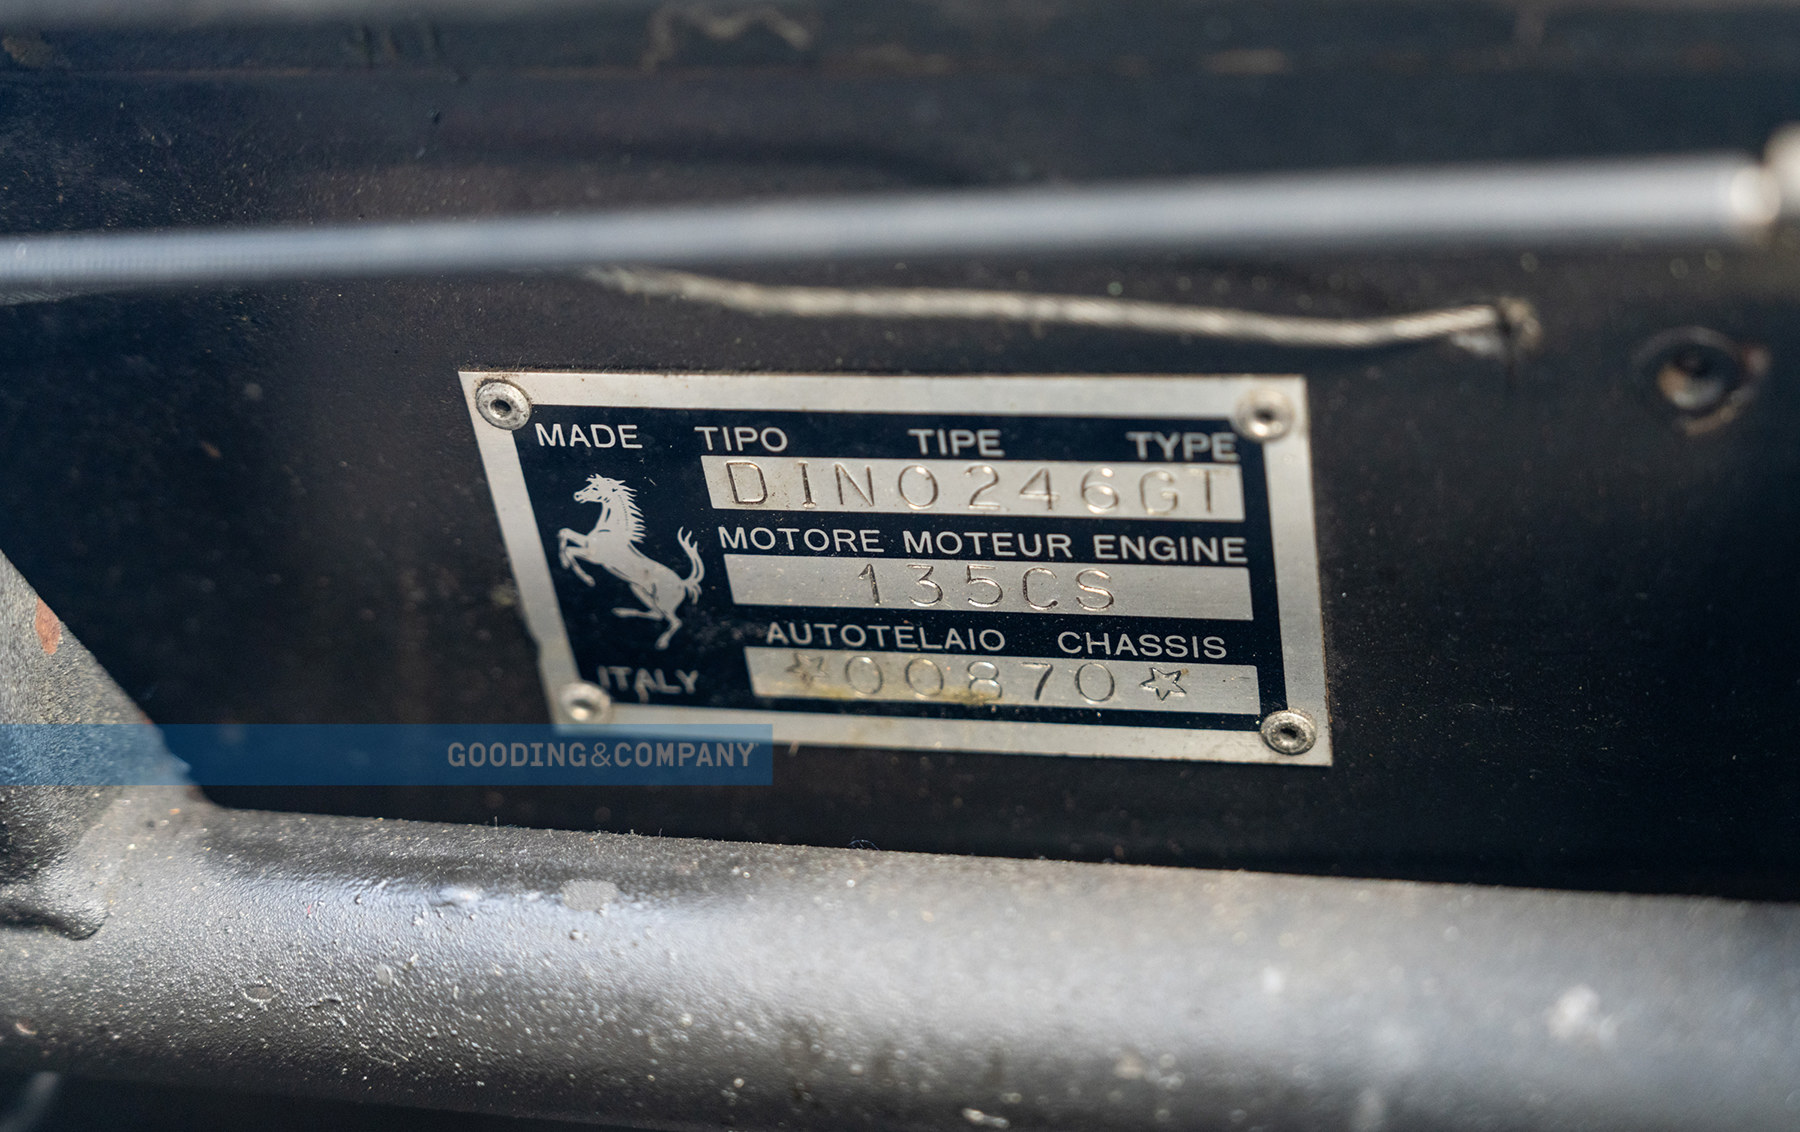 MADE TIPO TIPE TYPE
DINO246GT
MOTORE MOTEUR ENGINE
135CS
AUTOTELAIO CHASSIS
☆00870☆
ITALY
GOODING&COMPANY